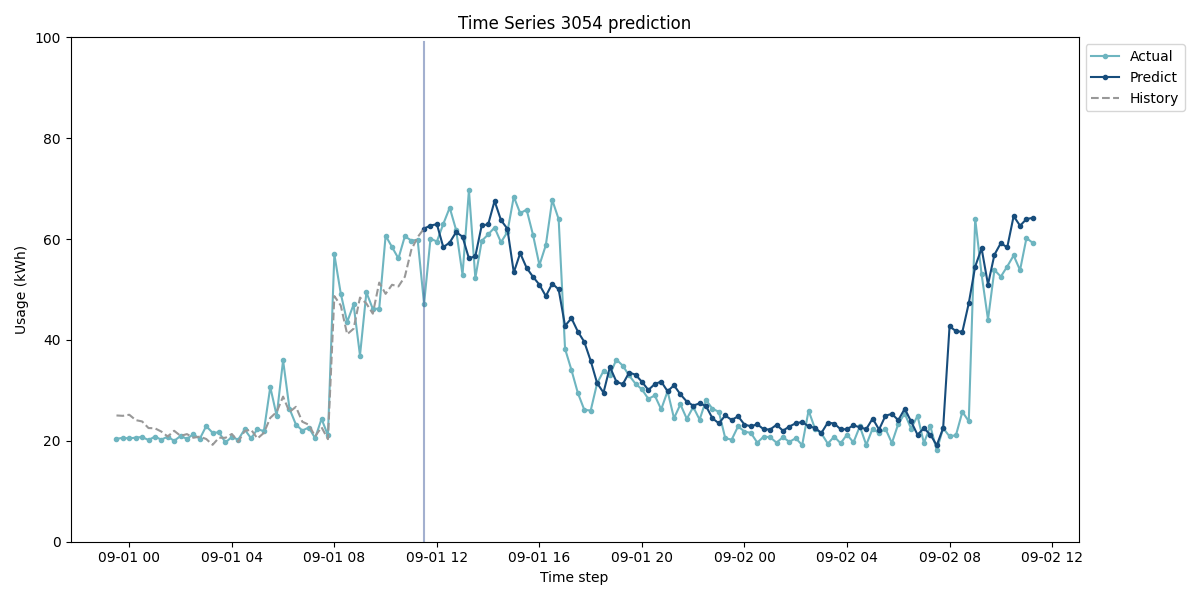 Time Series 3054 prediction
100
80
60
40
20
0
Usage (kWh)
09-01 00
09-01 04
09-01 08
09-01 12
09-01 16
09-01 20
09-02 00
09-02 04
09-02 08
09-02 12
Time step
Actual
Predict
History